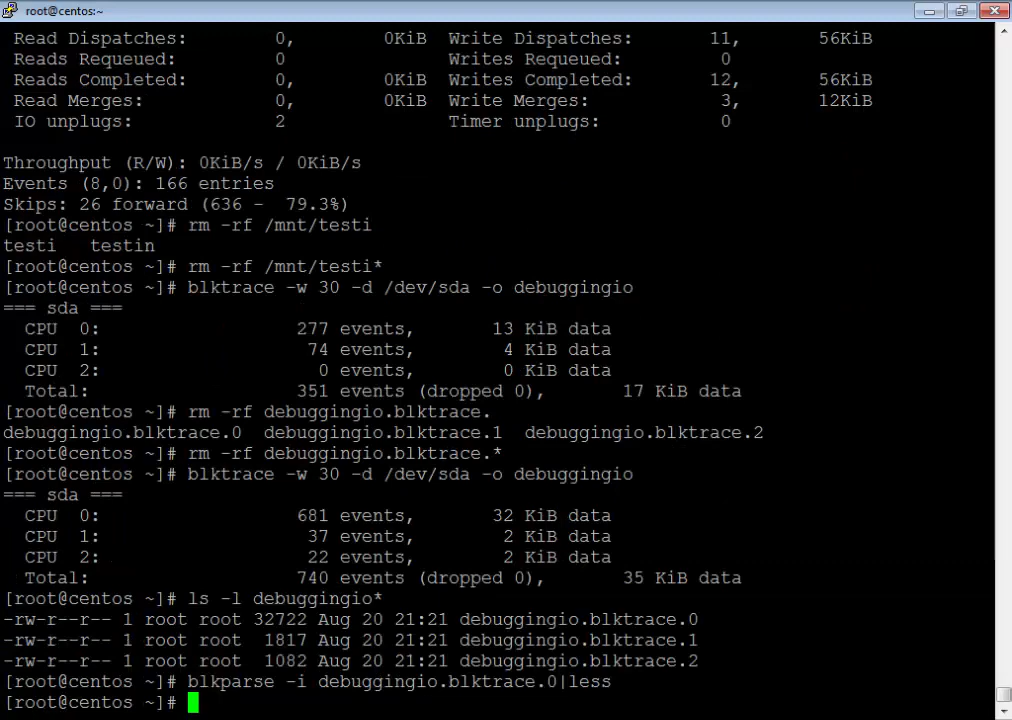 root@centos:~
Read Dispatches: 0, 0KiB Write Dispatches: 11, 56KiB
Reads Requeued: 0 Writes Requeued: 0
Reads Completed: 0, 0KiB Writes Completed: 12, 56KiB
Read Merges: 0, 0KiB Write Merges: 3, 12KiB
IO unplugs: 2 Timer unplugs: 0
Throughput (R/W): 0KiB/s / 0KiB/s
Events (8,0): 166 entries
Skips: 26 forward (636 - 79.3%)
[root@centos ~]# rm -rf /mnt/testi
testi testin
[root@centos ~]# rm -rf /mnt/testi*
[root@centos ~]# blktrace -w 30 -d /dev/sda -o debuggingio
=== sda ===
CPU 0: 277 events, 13 KiB data
CPU 1: 74 events, 4 KiB data
CPU 2: 0 events, 0 KiB data
Total: 351 events (dropped 0), 17 KiB data
[root@centos ~]# rm -rf debuggingio.blktrace.
debuggingio.blktrace.0 debuggingio.blktrace.1 debuggingio.blktrace.2
[root@centos ~]# rm -rf debuggingio.blktrace.*
[root@centos ~]# blktrace -w 30 -d /dev/sda -o debuggingio
=== sda ===
CPU 0: 681 events, 32 KiB data
CPU 1: 37 events, 2 KiB data
CPU 2: 22 events, 2 KiB data
Total: 740 events (dropped 0), 35 KiB data
[root@centos ~]# ls -l debuggingio*
-rw-r--r-- 1 root root 32722 Aug 20 21:21 debuggingio.blktrace.0
-rw-r--r-- 1 root root 1817 Aug 20 21:21 debuggingio.blktrace.1
-rw-r--r-- 1 root root 1082 Aug 20 21:21 debuggingio.blktrace.2
[root@centos ~]# blkparse -i debuggingio.blktrace.0|less
[root@centos ~]#